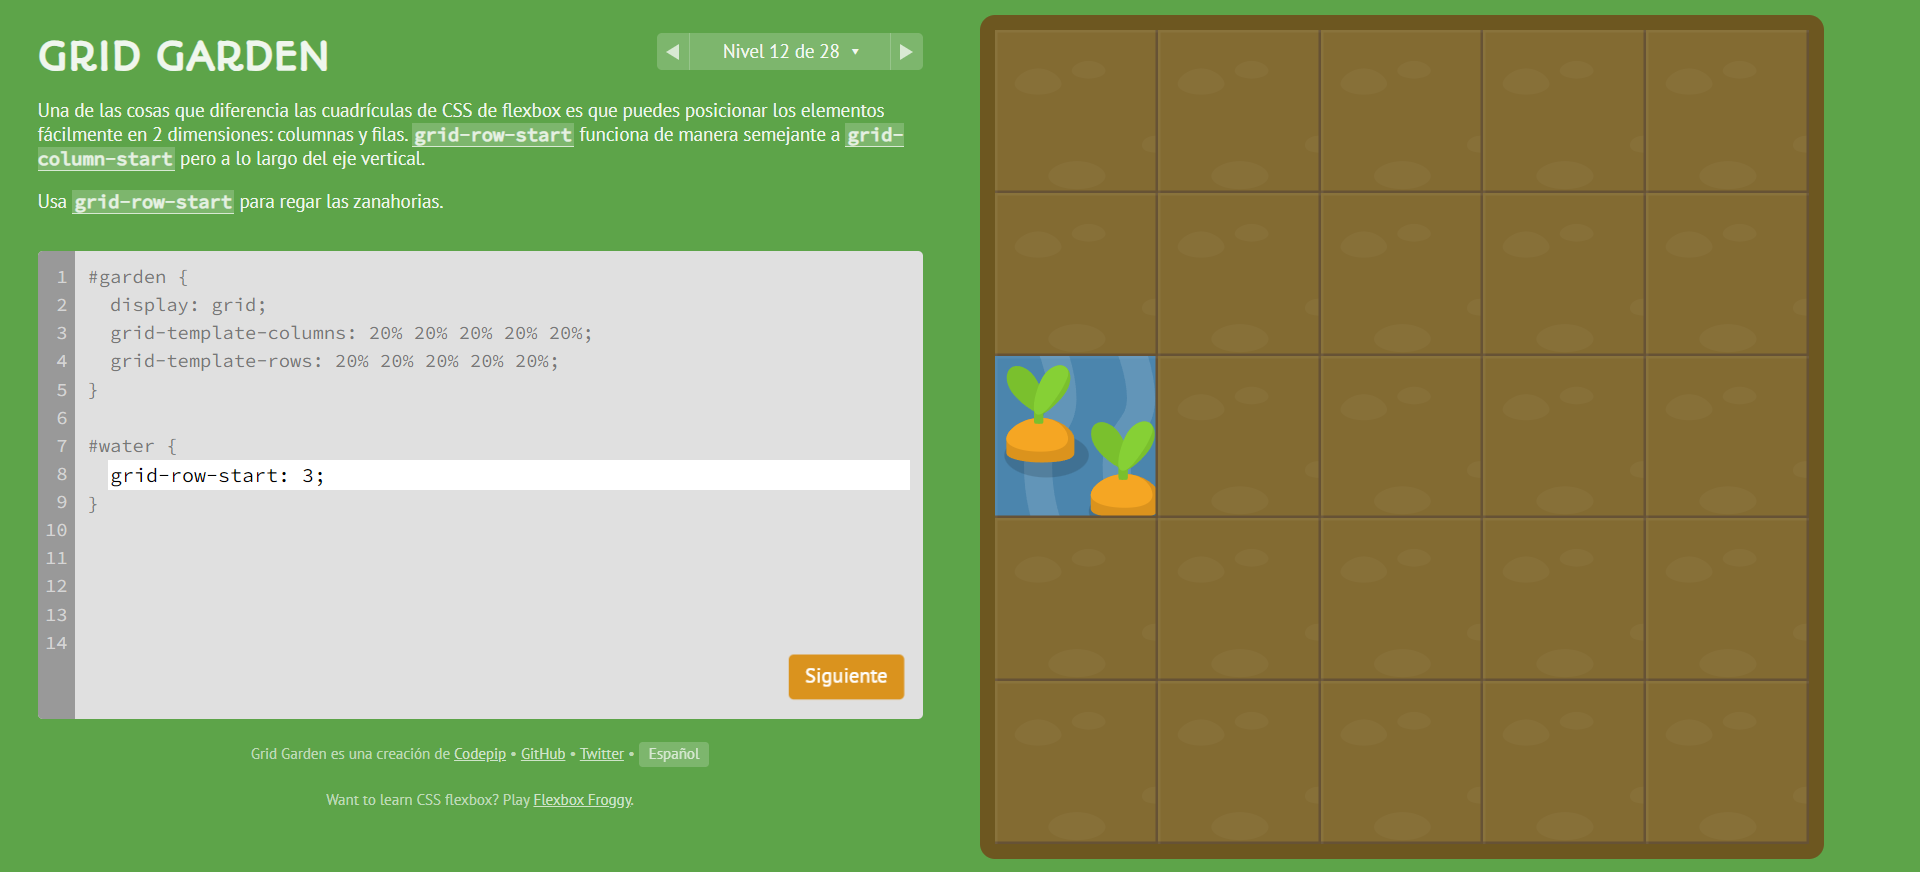 GRID GARDEN
◀ Nivel 12 de 28 ▾ ▶
Una de las cosas que diferencia las cuadrículas de CSS de flexbox es que puedes posicionar los elementos
fácilmente en 2 dimensiones: columnas y filas. grid-row-start funciona de manera semejante a grid-
column-start pero a lo largo del eje vertical.
Usa grid-row-start para regar las zanahorias.
1 #garden {
2   display: grid;
3   grid-template-columns: 20% 20% 20% 20% 20%;
4   grid-template-rows: 20% 20% 20% 20% 20%;
5 }
6
7 #water {
8   grid-row-start: 3;
9 }
10
11
12
13
14
Siguiente
Grid Garden es una creación de Codepip • GitHub • Twitter • Español
Want to learn CSS flexbox? Play Flexbox Froggy.